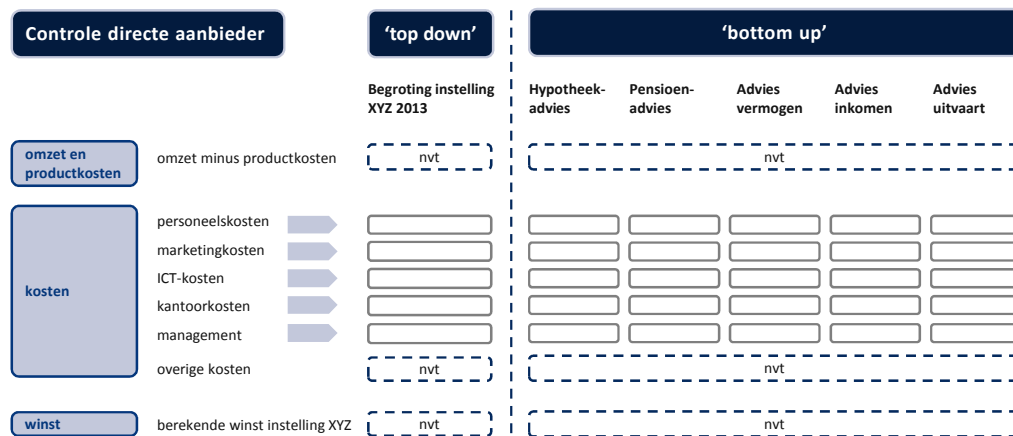 Controle directe aanbieder
‘top down’
‘bottom up’
Begroting instelling
XYZ 2013
Hypotheek-
advies
Pensioen-
advies
Advies
vermogen
Advies
inkomen
Advies
uitvaart
omzet en
productkosten
omzet minus productkosten
nvt
nvt
kosten
personeelskosten
marketingkosten
ICT-kosten
kantoorkosten
management
overige kosten
nvt
nvt
winst
berekende winst instelling XYZ
nvt
nvt